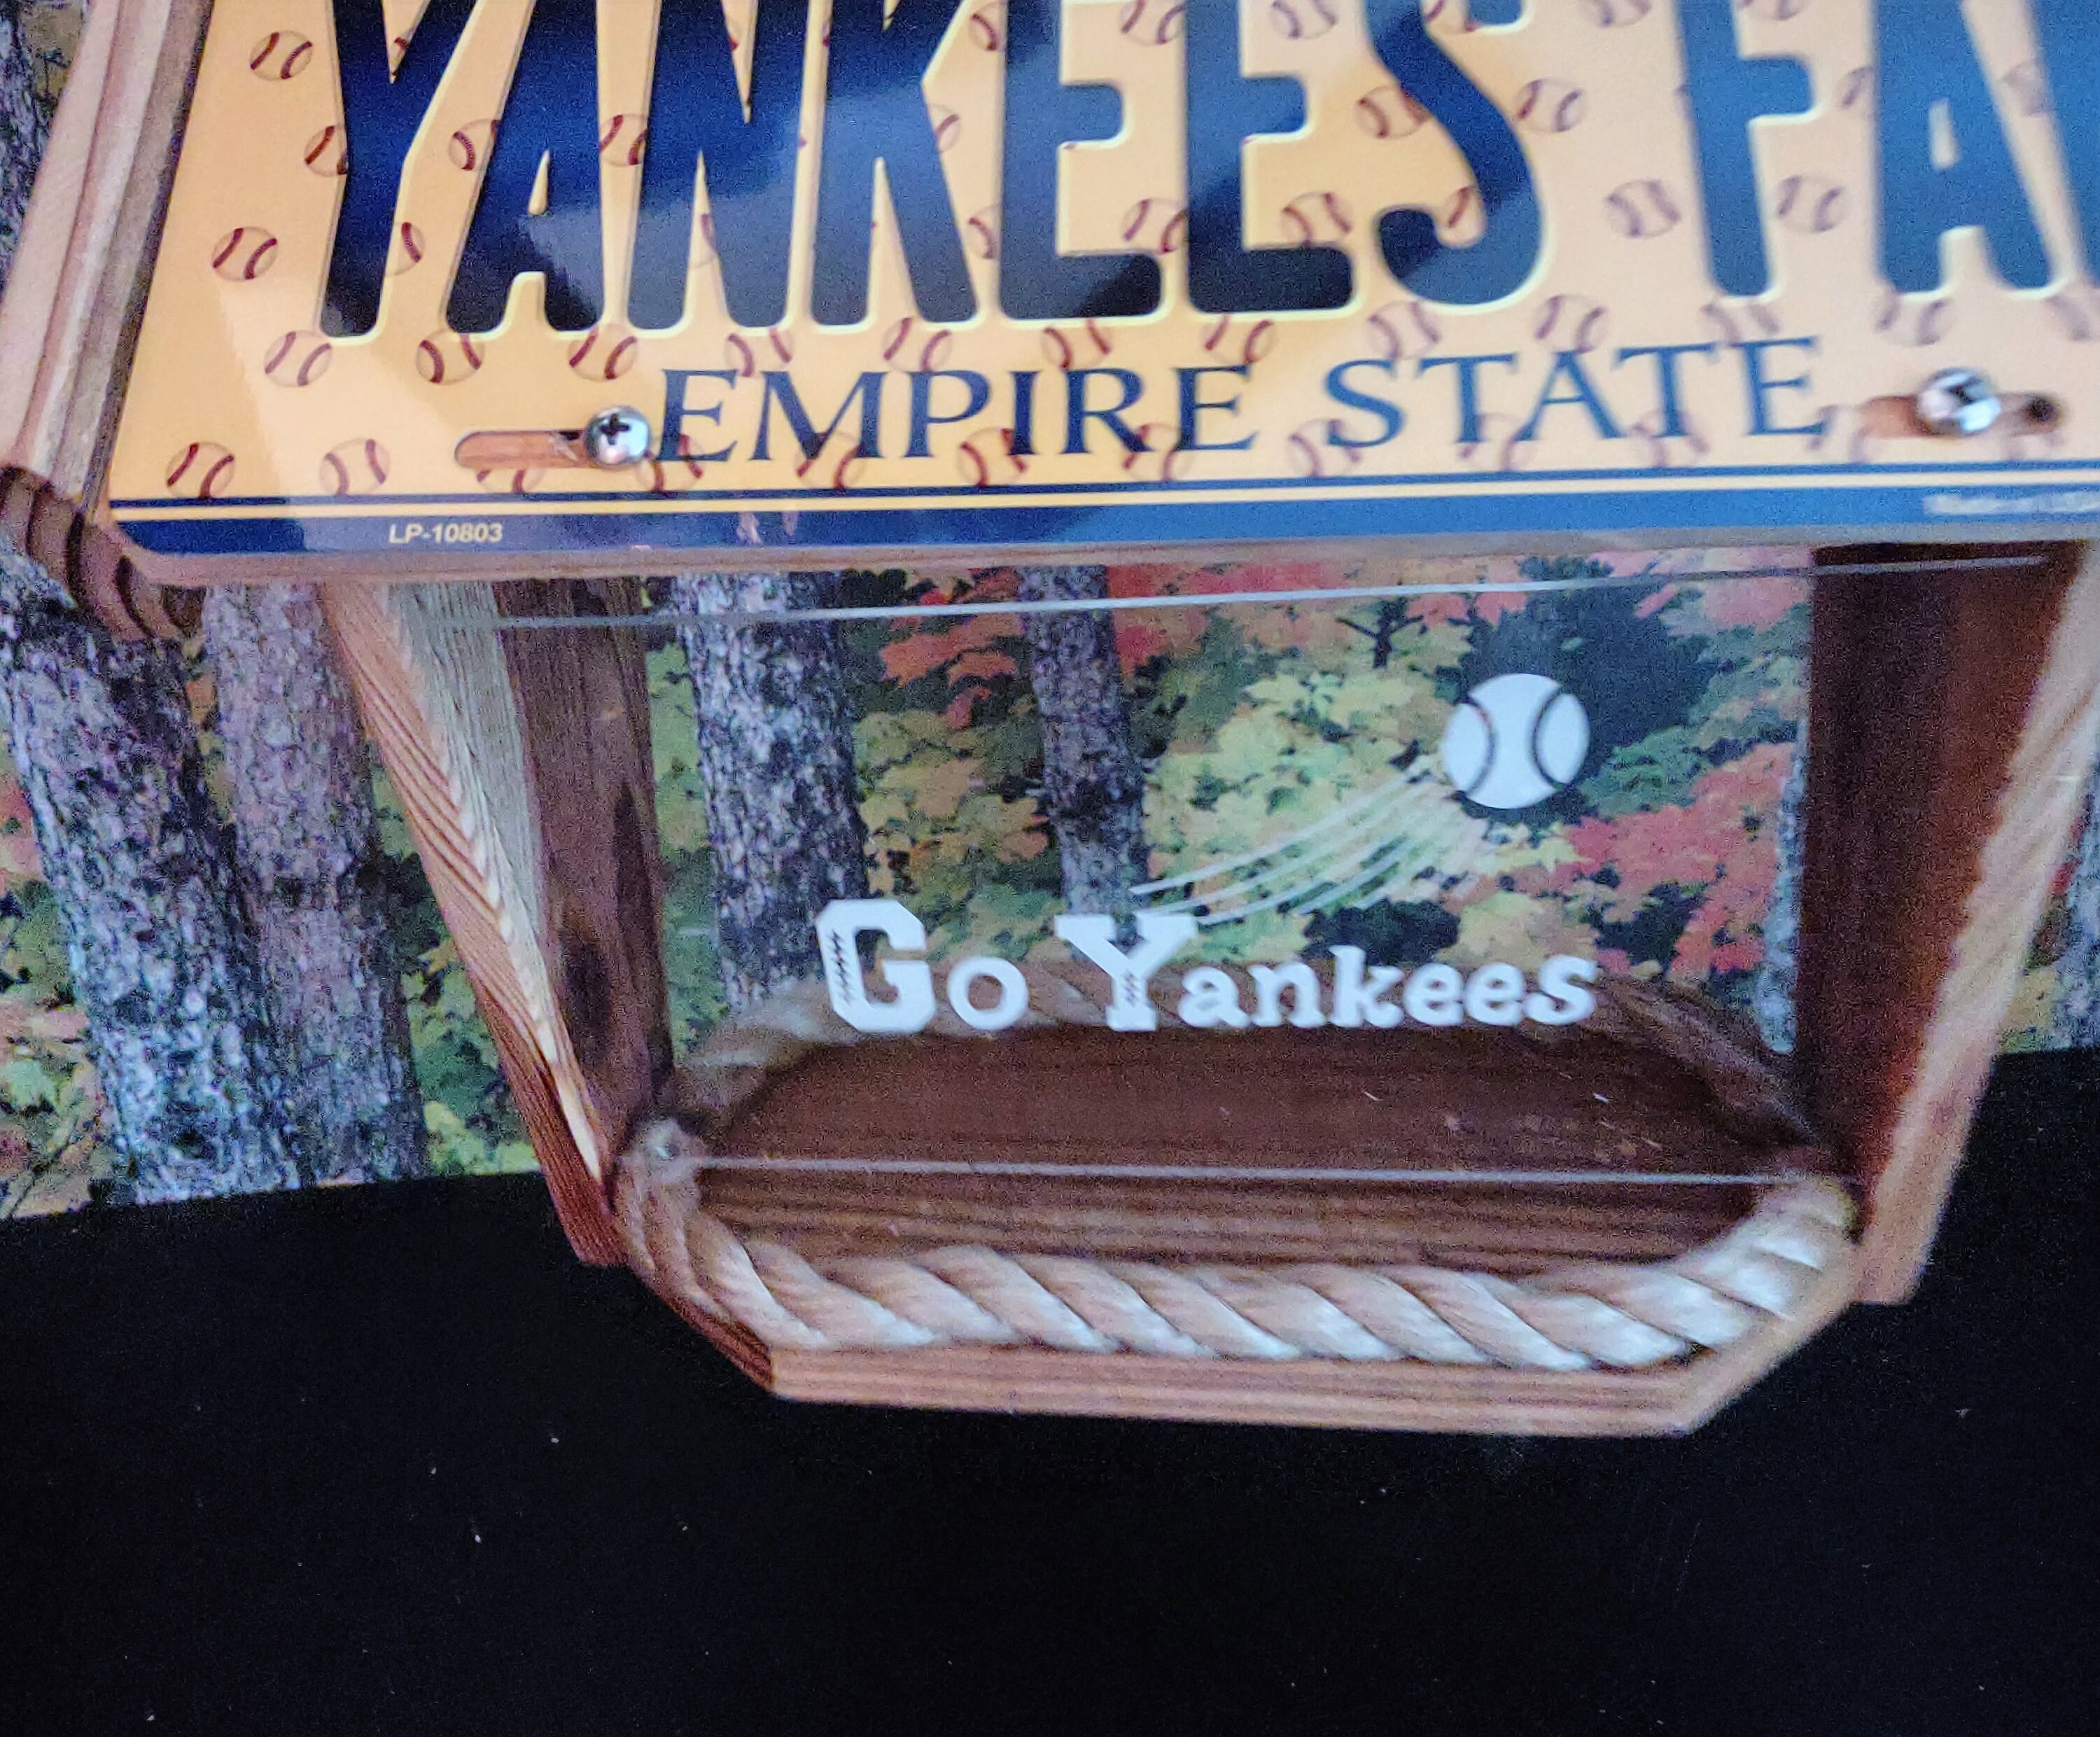 YANKEES FA
EMPIRE STATE
LP-10803
Go Yankees